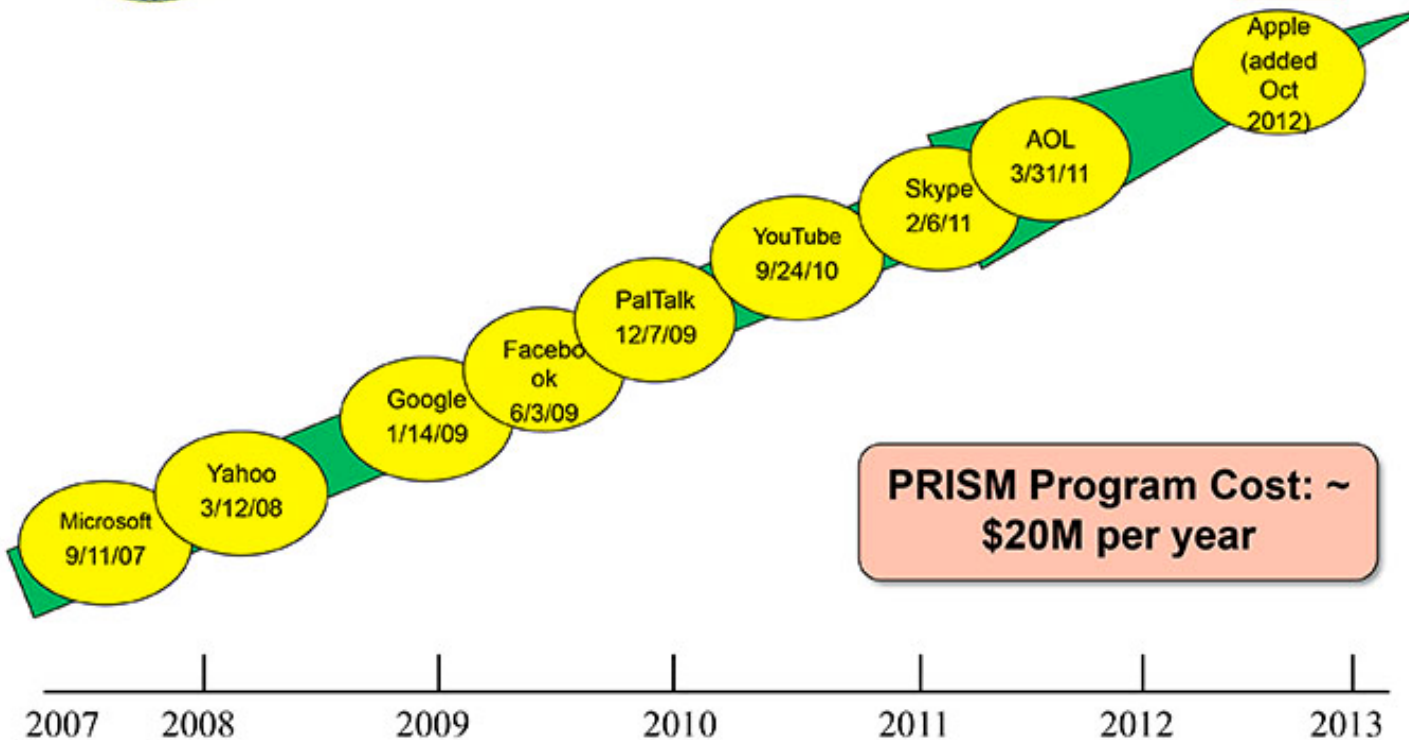 Apple
(added
Oct
2012)
AOL
3/31/11
Skype
2/6/11
YouTube
9/24/10
PalTalk
12/7/09
Facebo
ok
6/3/09
Google
1/14/09
Yahoo
3/12/08
Microsoft
9/11/07
PRISM Program Cost: ~
$20M per year
2007 2008 2009 2010 2011 2012 2013